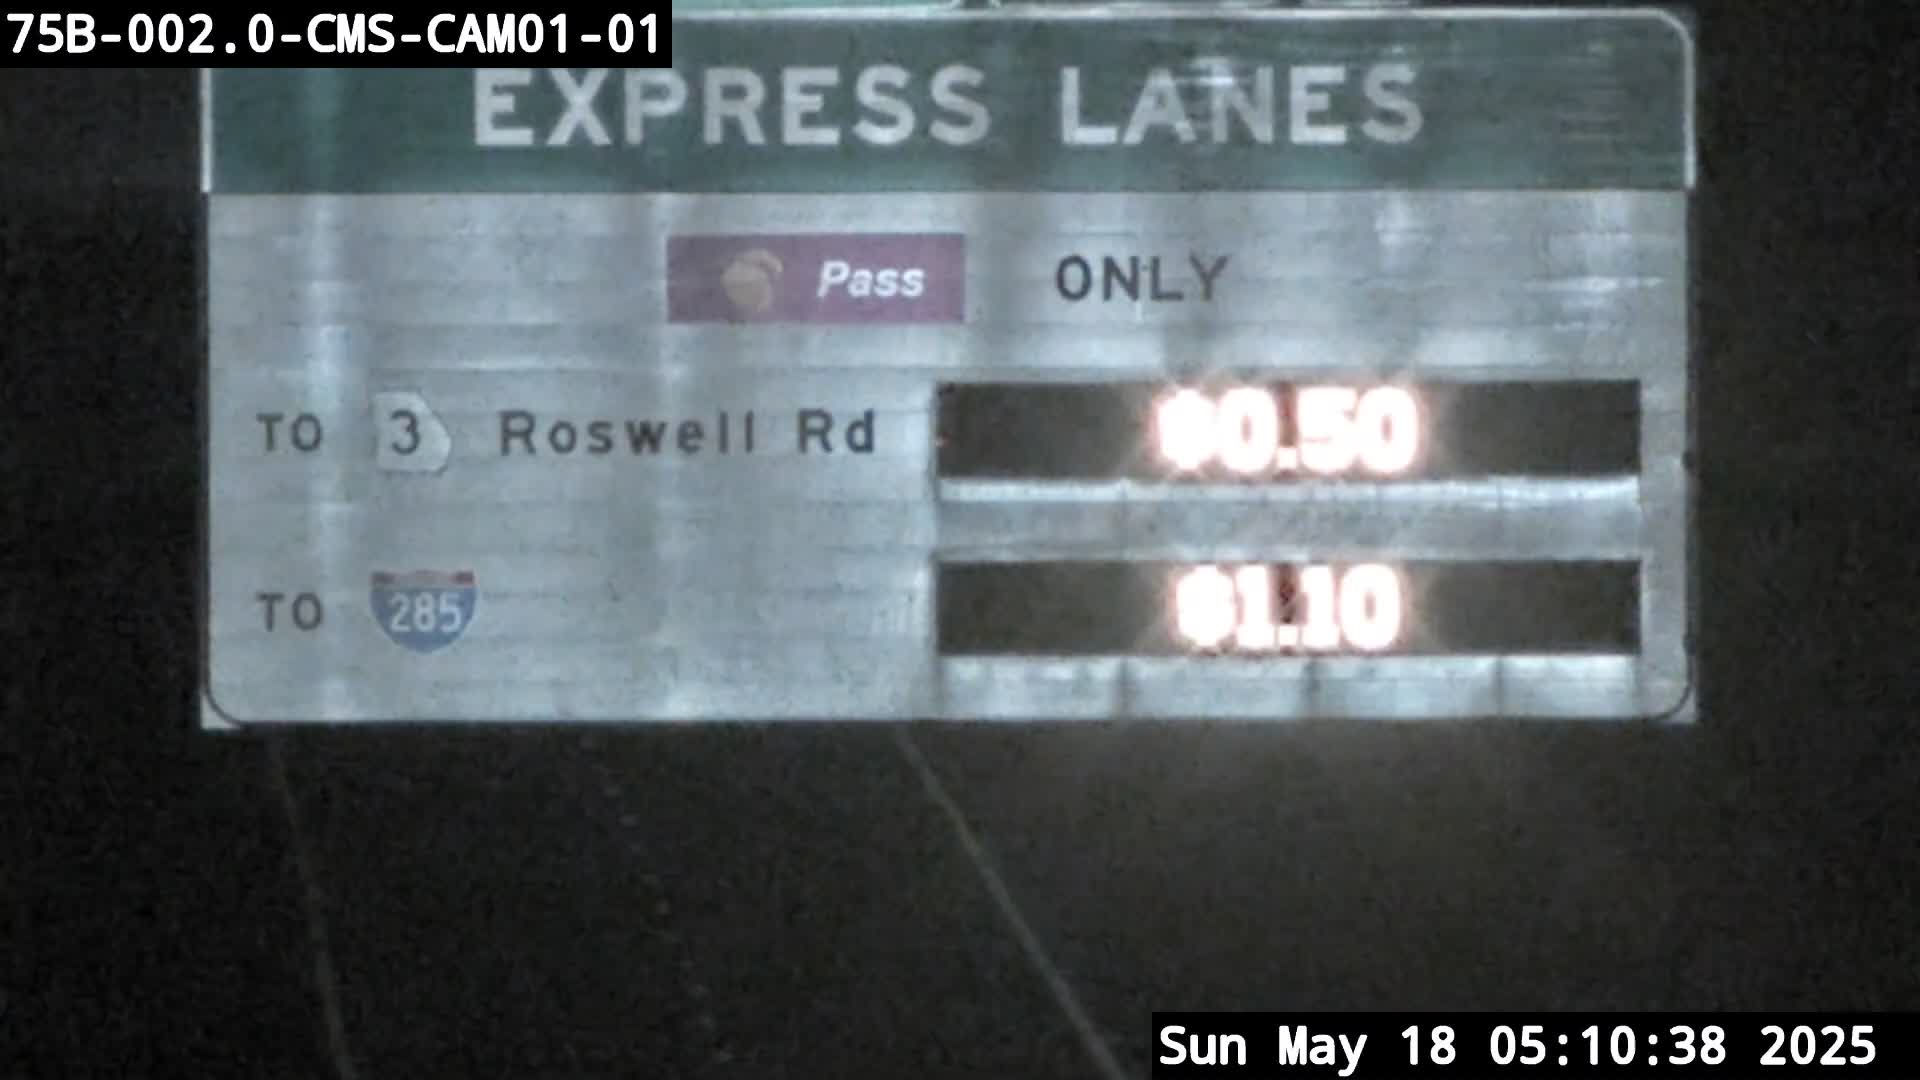 75B-002.0-CMS-CAM01-01
EXPRESS LANES
Pass ONLY
TO 3 Roswell Rd $0.50
TO 285 $1.10
Sun May 18 05:10:38 2025